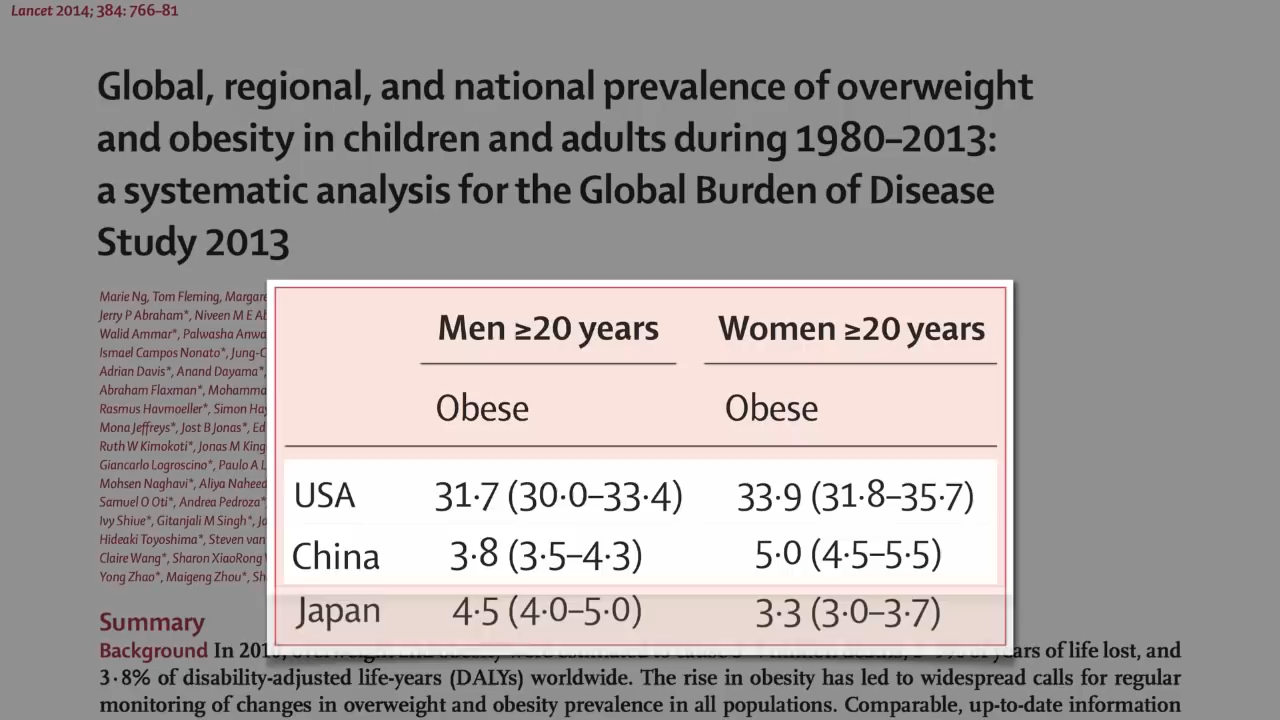 Lancet 2014; 384: 766–81
Global, regional, and national prevalence of overweight
and obesity in children and adults during 1980–2013:
a systematic analysis for the Global Burden of Disease
Study 2013
Marie Ng, Tom Fleming,
Jerry P Abraham*, Niveen M E
Walid Ammar*, Palwasha
Ismael Campos Nonato*,
Adrian Davis*, Anand Dayama*,
Abraham Flaxman*,
Rasmus Havmoeller*, Simon
Mona Jeffreys*, Jost B Jonas*,
Ruth W Kimokoti*, Jonas M
Giancarlo Logroscino*, Paulo A
Mohsen Naghavi*, Aliya
Samuel O Oti*, Andrea Pedroza*
Ivy Shiue*, Gitanjali M Singh*,
Hideaki Toyoshima*, Steven van
Claire Wang*, Sharon
Yong Zhao*, Maigeng Zhou*,
Men ≥20 years Women ≥20 years
Obese Obese
USA 31·7 (30·0–33·4) 33·9 (31·8–35·7)
China 3·8 (3·5–4·3) 5·0 (4·5–5·5)
Japan 4·5 (4·0–5·0) 3·3 (3·0–3·7)
Summary
Background In of life lost, and
3·8% of disability-adjusted life-years (DALYs) worldwide. The rise in obesity has led to widespread calls for regular
monitoring of changes in overweight and obesity prevalence in all populations. Comparable, up-to-date information